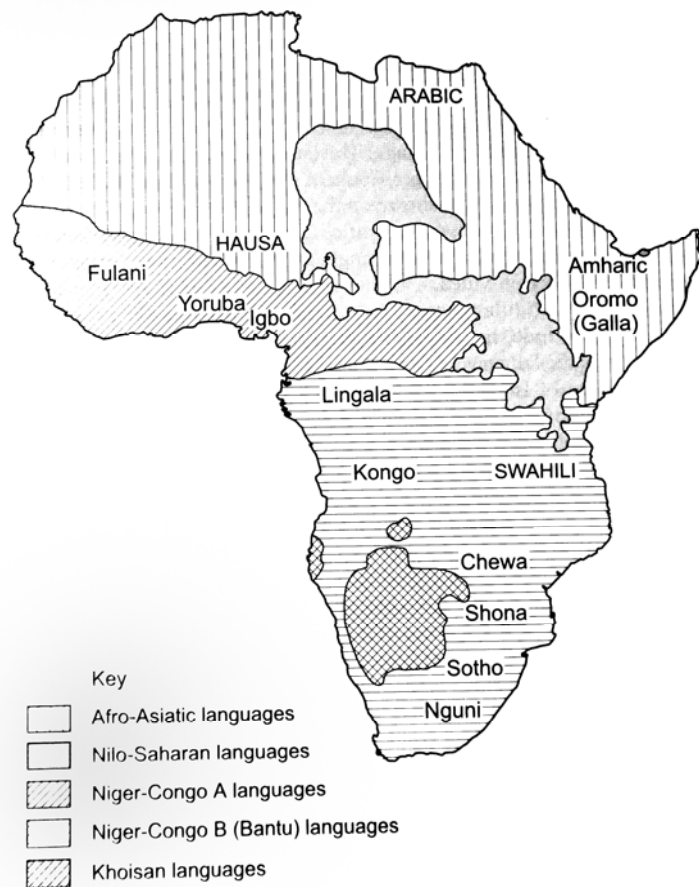 ARABIC
HAUSA
Fulani
Yoruba
Igbo
Amharic
Oromo
(Galla)
Lingala
Kongo
SWAHILI
Chewa
Shona
Sotho
Nguni
Key
Afro-Asiatic languages
Nilo-Saharan languages
Niger-Congo A languages
Niger-Congo B (Bantu) languages
Khoisan languages